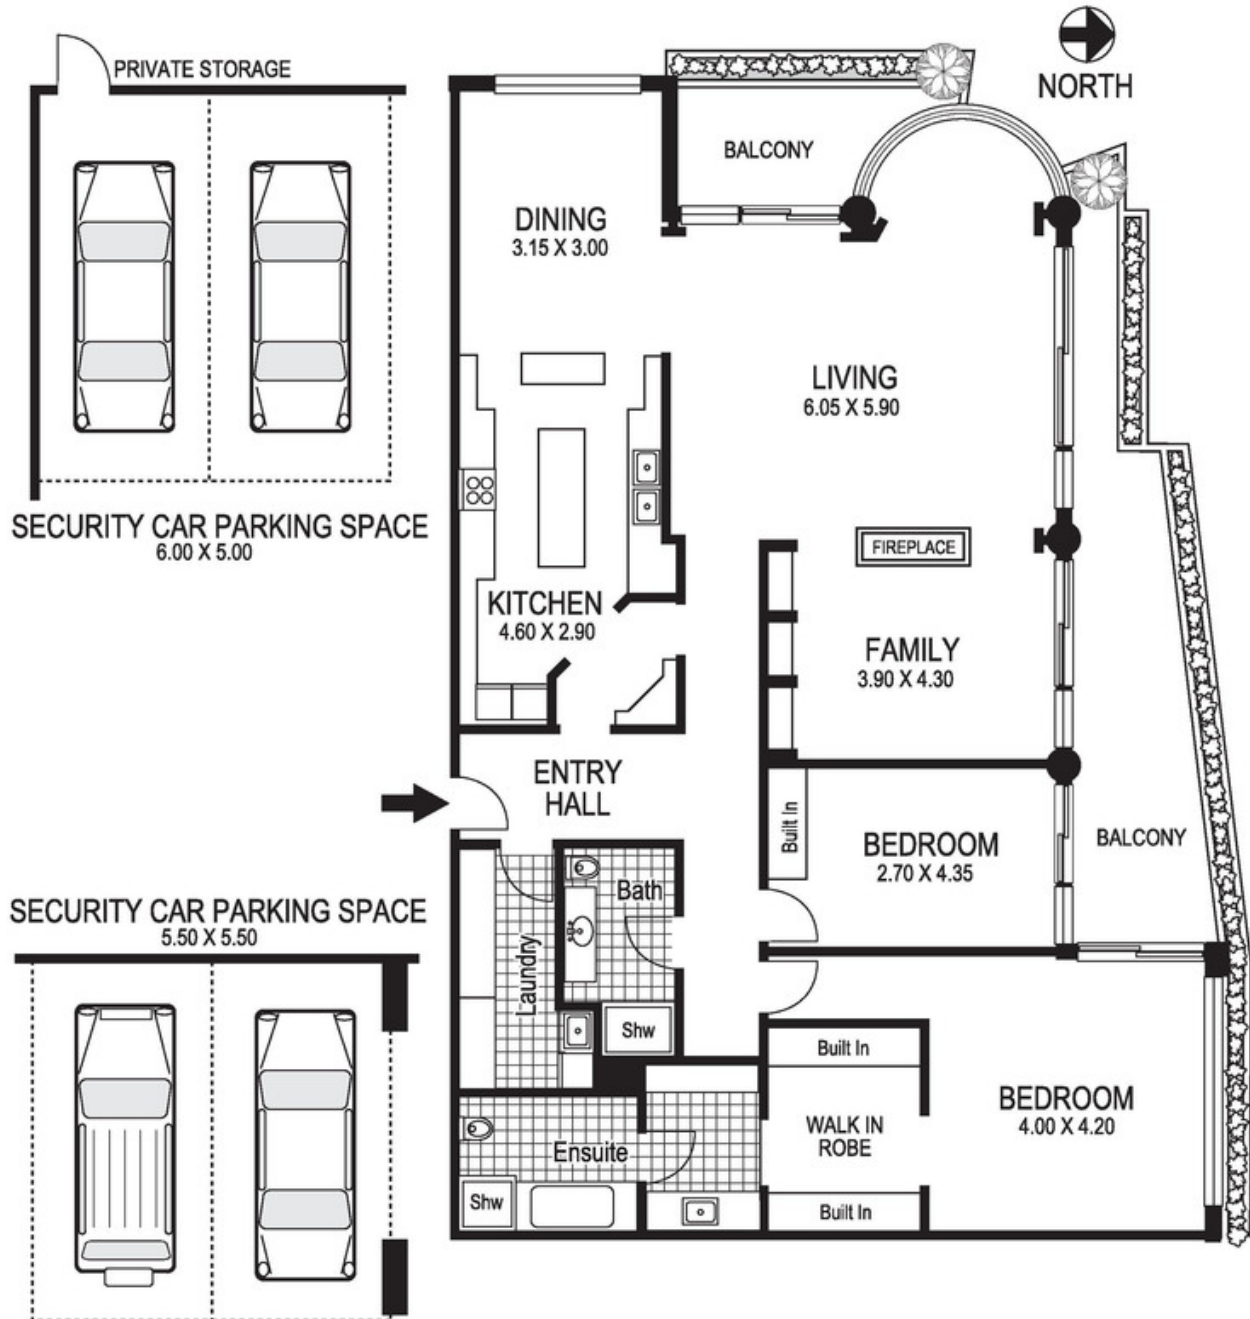 PRIVATE STORAGE
NORTH
BALCONY
DINING
3.15 X 3.00
LIVING
6.05 X 5.90
SECURITY CAR PARKING SPACE
6.00 X 5.00
FIREPLACE
KITCHEN
4.60 X 2.90
FAMILY
3.90 X 4.30
ENTRY
HALL
Built In
BEDROOM
2.70 X 4.35
BALCONY
Bath
SECURITY CAR PARKING SPACE
5.50 X 5.50
Laundry
Shw
Built In
BEDROOM
4.00 X 4.20
WALK IN
ROBE
Ensuite
Shw
Built In